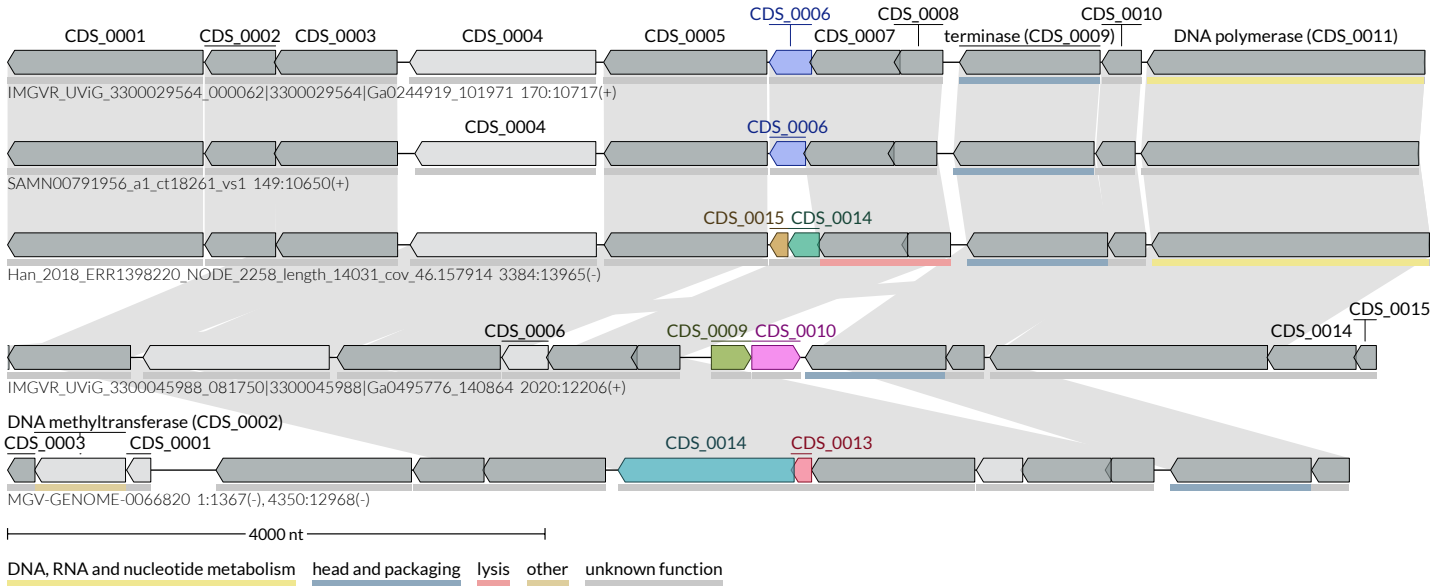 CDS_0006 CDS_0008 CDS_0010
CDS_0001 CDS_0002 CDS_0003 CDS_0004 CDS_0005 CDS_0007 terminase (CDS_0009) DNA polymerase (CDS_0011)
IMGVR_UViG_3300029564_000062|3300029564|Ga0244919_101971 170:10717(+)
CDS_0004 CDS_0006
SAMN00791956_a1_ct18261_vs1 149:10650(+)
CDS_0015 CDS_0014
Han_2018_ERR1398220_NODE_2258_length_14031_cov_46.157914 3384:13965(-)
CDS_0015
CDS_0006 CDS_0009 CDS_0010 CDS_0014
IMGVR_UViG_3300045988_081750|3300045988|Ga0495776_140864 2020:12206(+)
DNA methyltransferase (CDS_0002)
CDS_0003 CDS_0001 CDS_0014 CDS_0013
MGV-GENOME-0066820 1:1367(-), 4350:12968(-)
4000 nt
DNA, RNA and nucleotide metabolism head and packaging lysis other unknown function